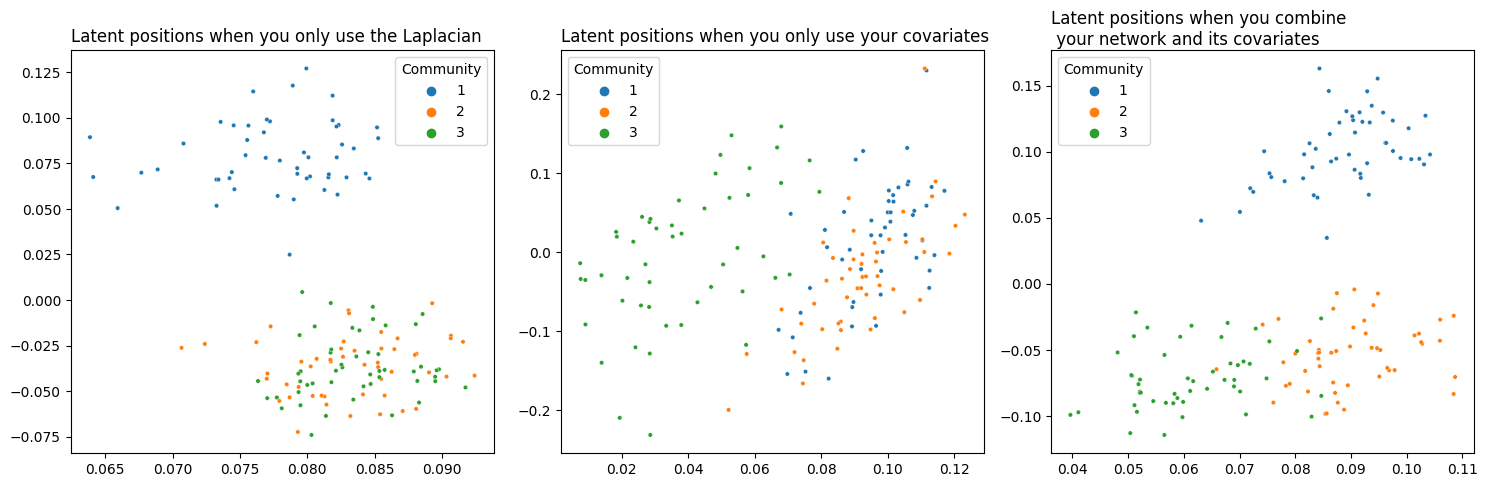 Latent positions when you only use the Laplacian
Community
1
2
3
0.125
0.100
0.075
0.050
0.025
0.000
−0.025
−0.050
−0.075
0.065 0.070 0.075 0.080 0.085 0.090
Latent positions when you only use your covariates
Community
1
2
3
0.2
0.1
0.0
−0.1
−0.2
0.02 0.04 0.06 0.08 0.10 0.12
Latent positions when you combine
your network and its covariates
Community
1
2
3
0.15
0.10
0.05
0.00
−0.05
−0.10
0.04 0.05 0.06 0.07 0.08 0.09 0.10 0.11